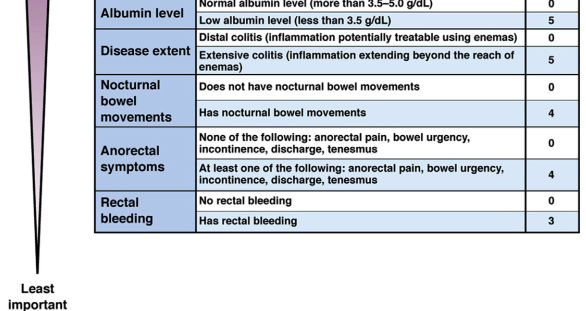 Normal albumin level (more than 3.5–5.0 g/dL) 0
Albumin level
Low albumin level (less than 3.5 g/dL) 5
Distal colitis (inflammation potentially treatable using enemas) 0
Disease extent
Extensive colitis (inflammation extending beyond the reach of
enemas) 5
Nocturnal
bowel
movements
Does not have nocturnal bowel movements 0
Has nocturnal bowel movements 4
Anorectal
symptoms
None of the following: anorectal pain, bowel urgency,
incontinence, discharge, tenesmus 0
At least one of the following: anorectal pain, bowel urgency,
incontinence, discharge, tenesmus 4
Rectal
bleeding
No rectal bleeding 0
Has rectal bleeding 3
Least
important